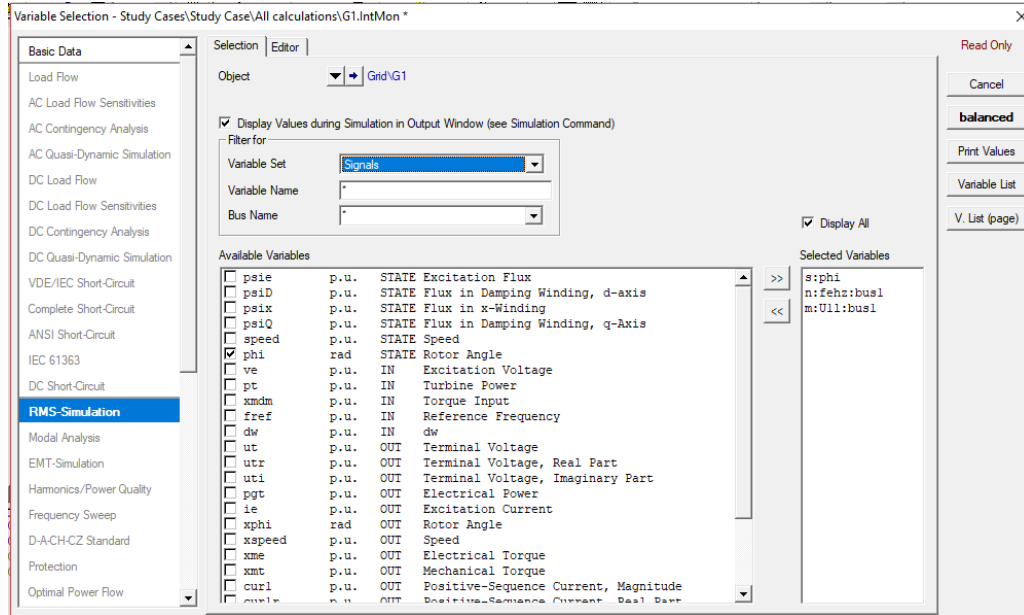 Variable Selection - Study Cases\Study Case\All calculations\G1.IntMon *
Basic Data
Load Flow
AC Load Flow Sensitivities
AC Contingency Analysis
AC Quasi-Dynamic Simulation
DC Load Flow
DC Load Flow Sensitivities
DC Contingency Analysis
DC Quasi-Dynamic Simulation
VDE/IEC Short-Circuit
Complete Short-Circuit
ANSI Short-Circuit
IEC 61363
DC Short-Circuit
RMS-Simulation
Modal Analysis
EMT-Simulation
Harmonics/Power Quality
Frequency Sweep
D-A-CH-CZ Standard
Protection
Optimal Power Flow
Selection Editor
Object Grid\G1
Display Values during Simulation in Output Window (see Simulation Command)
Filter for
Variable Set Signals
Variable Name *
Bus Name *
Display All
Available Variables
psie p.u. STATE Excitation Flux
psiD p.u. STATE Flux in Damping Winding, d-axis
psix p.u. STATE Flux in x-Winding
psiQ p.u. STATE Flux in Damping Winding, q-Axis
speed p.u. STATE Speed
phi rad STATE Rotor Angle
ve p.u. IN Excitation Voltage
pt p.u. IN Turbine Power
xmdm p.u. IN Torque Input
fref p.u. IN Reference Frequency
dw p.u. IN dw
ut p.u. OUT Terminal Voltage
utr p.u. OUT Terminal Voltage, Real Part
uti p.u. OUT Terminal Voltage, Imaginary Part
pgt p.u. OUT Electrical Power
ie p.u. OUT Excitation Current
xphi rad OUT Rotor Angle
xspeed p.u. OUT Speed
xme p.u. OUT Electrical Torque
xmt p.u. OUT Mechanical Torque
cur1 p.u. OUT Positive-Sequence Current, Magnitude
cur1r p.u. OUT Positive-Sequence Current, Real Part
>>
<<
Selected Variables
s:phi
n:fehz:bus1
m:U1l:bus1
Read Only
Cancel
balanced
Print Values
Variable List
V. List (page)